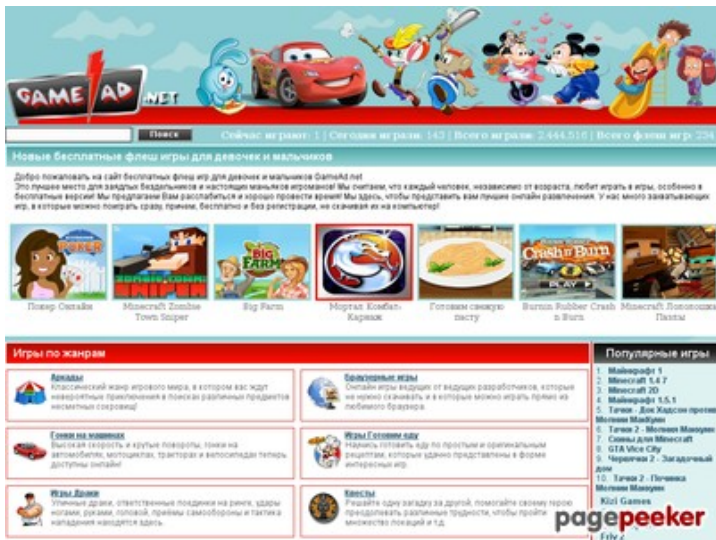 GAME AD .NET
Поиск
Сейчас играют: 1 | Сегодня играли: 143 | Всего играли: 2.444.516 | Всего флеш игр: 234
Новые бесплатные флеш игры для девочек и мальчиков
Добро пожаловать на сайт бесплатных флеш игр для девочек и мальчиков GameAd.net
Это лучшее место для заядлых бездельников и настоящих маньяков игроманов! Мы считаем, что каждый человек, независимо от возраста, любит играть в игры, особенно в
бесплатные версии! Мы предлагаем Вам расслабиться и хорошо провести время! Мы здесь, чтобы представить вам лучшие онлайн развлечения. У нас много захватывающих
игр, в которые можно поиграть сразу, причем, бесплатно и без регистрации, не скачивая их на компьютер!
POKER
ZOMBIE TOWN
BIG FARM
Crash n' Burn
PLAY
Покер Онлайн
Minecraft Zombie Town Sniper
Big Farm
Мортал Комбат-Карнаж
Готовим свежую пасту
Burnin Rubber Crash n Burn
Minecraft Лополошка Пазлы
Игры по жанрам
Аркады
Классический жанр игрового мира, в котором вас ждут
невероятные приключения в поисках различных предметов
несметных сокровищ!
Браузерные игры
Онлайн игры ведущих от ведущих разработчиков, которые
не нужно скачивать и в которые можно играть прямо из
любимого браузера.
Гонки на машинах
Высокая скорость и крутые повороты, гонки на
автомобилях, мотоциклах, тракторах и велосипедах теперь
доступны онлайн!
Игры Готовим еду
Научись готовить еду по простым и оригинальным
рецептам, которые удачно представлены в форме
интересных игр.
Игры Драки
Уличные драки, ответственные поединки на ринге, удары
ногами, руками, головой, приёмы самообороны и тактика
нападения находятся здесь.
Квесты
Решайте одну загадку за другой, помогайте своему герою
преодолевать различные трудности, чтобы пройти
множество локаций и т.д.
Популярные игры
1. Майнкрафт 1
2. Minecraft 1.4.7
3. Minecraft 2D
4. Майнкрафт 1.5.1
5. Тачки - Док Хадсон против
Молнии МакКуин
6. Тачки 2 - Молния Маккуин
7. Скины для Minecraft
8. GTA Vice City
9. Червячки 2 - Загадочный
дом
10. Тачки 2 - Починка
Молнии Маккуин
Kizi Games
Friv 2
pagepeeker